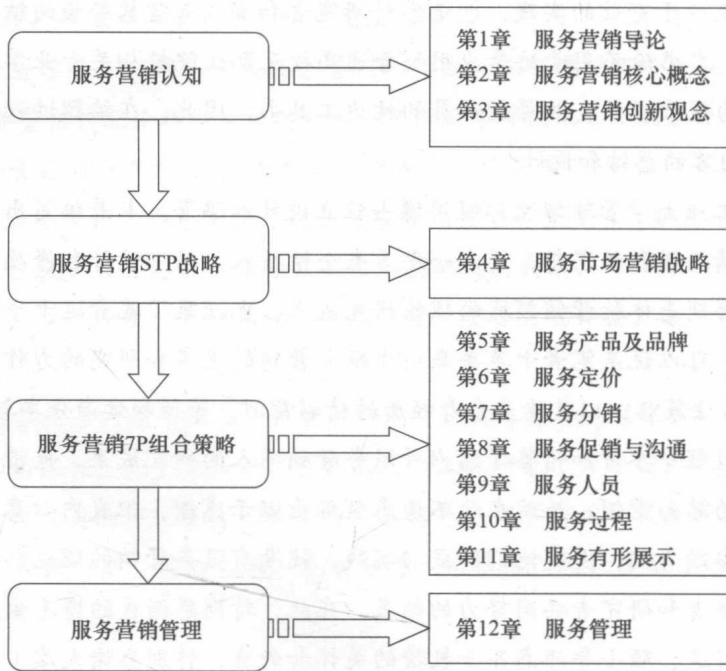 服务营销认知
第1章 服务营销导论
第2章 服务营销核心概念
第3章 服务营销创新观念
服务营销STP战略
第4章 服务市场营销战略
服务营销7P组合策略
第5章 服务产品及品牌
第6章 服务定价
第7章 服务分销
第8章 服务促销与沟通
第9章 服务人员
第10章 服务过程
第11章 服务有形展示
服务营销管理
第12章 服务管理